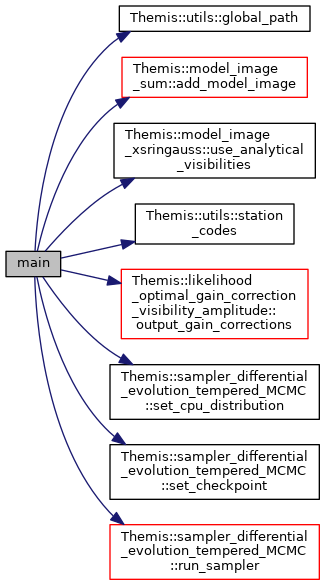 Themis::utils::global_path
Themis::model_image
_sum::add_model_image
Themis::model_image
_xsringauss::use_analytical
_visibilities
Themis::utils::station
_codes
main
Themis::likelihood
_optimal_gain_correction
_visibility_amplitude::
output_gain_corrections
Themis::sampler_differential
_evolution_tempered_MCMC
::set_cpu_distribution
Themis::sampler_differential
_evolution_tempered_MCMC
::set_checkpoint
Themis::sampler_differential
_evolution_tempered_MCMC
::run_sampler